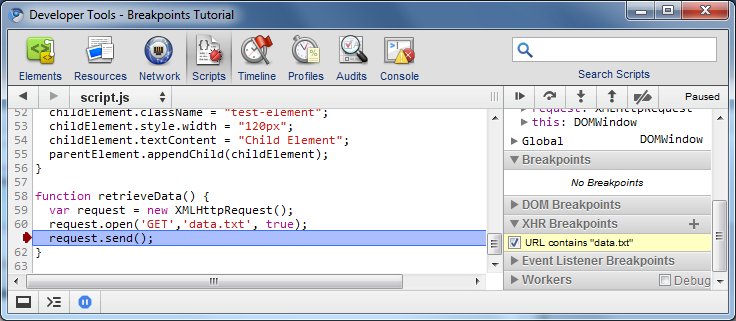 Developer Tools - Breakpoints Tutorial
Elements Resources Network Scripts Timeline Profiles Audits Console
Search Scripts
script.js
Paused
52 childElement.className = "test-element";
53 childElement.style.width = "120px";
54 childElement.textContent = "Child Element";
55 parentElement.appendChild(childElement);
56 }
57
58 function retrieveData() {
59 var request = new XMLHttpRequest();
60 request.open('GET','data.txt', true);
request.send();
62 }
63
request: XMLHttpRequest
this: DOMWindow
Global DOMWindow
Breakpoints
No Breakpoints
DOM Breakpoints
XHR Breakpoints
URL contains "data.txt"
Event Listener Breakpoints
Workers Debug